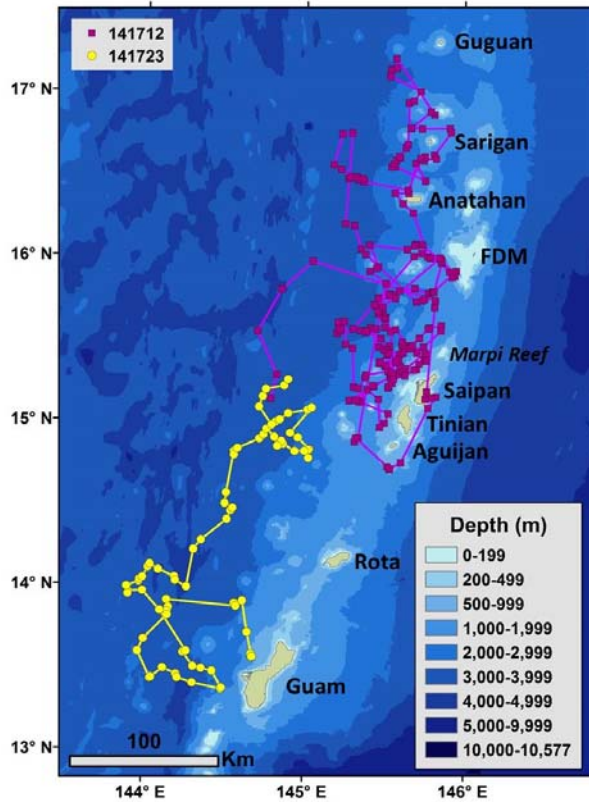 141712
141723
Guguan
17° N
Sarigan
Anatahan
16° N
FDM
Marpi Reef
Saipan
15° N
Tinian
Aguijan
Rota
14° N
Guam
13° N
100
Km
Depth (m)
0-199
200-499
500-999
1,000-1,999
2,000-2,999
3,000-3,999
4,000-4,999
5,000-9,999
10,000-10,577
144° E
145° E
146° E